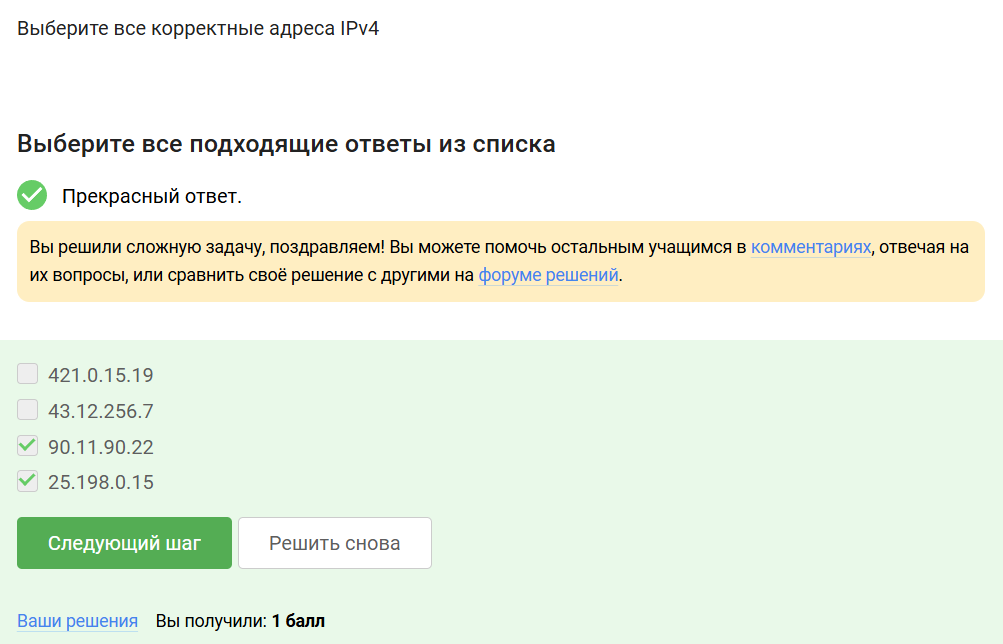 Выберите все корректные адреса IPv4
Выберите все подходящие ответы из списка
Прекрасный ответ.
Вы решили сложную задачу, поздравляем! Вы можете помочь остальным учащимся в комментариях, отвечая на
их вопросы, или сравнить своё решение с другими на форуме решений.
421.0.15.19
43.12.256.7
90.11.90.22
25.198.0.15
Следующий шаг Решить снова
Ваши решения Вы получили: 1 балл